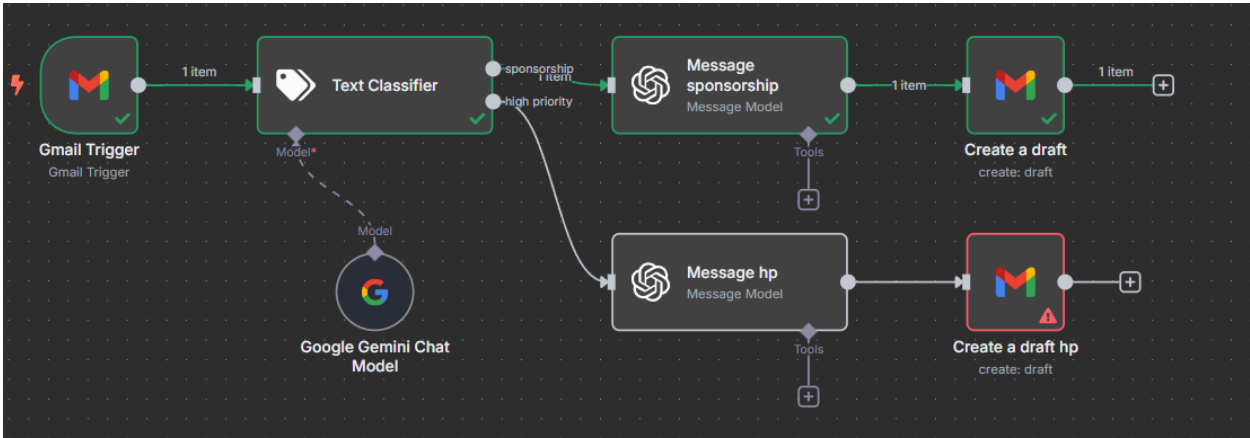 1 item
Text Classifier
sponsorship
1 item
high priority
Message
sponsorship
Message Model
1 item
1 item
Gmail Trigger
Gmail Trigger
Model*
Tools
Create a draft
create: draft
Model
Google Gemini Chat
Model
Message hp
Message Model
Tools
Create a draft hp
create: draft